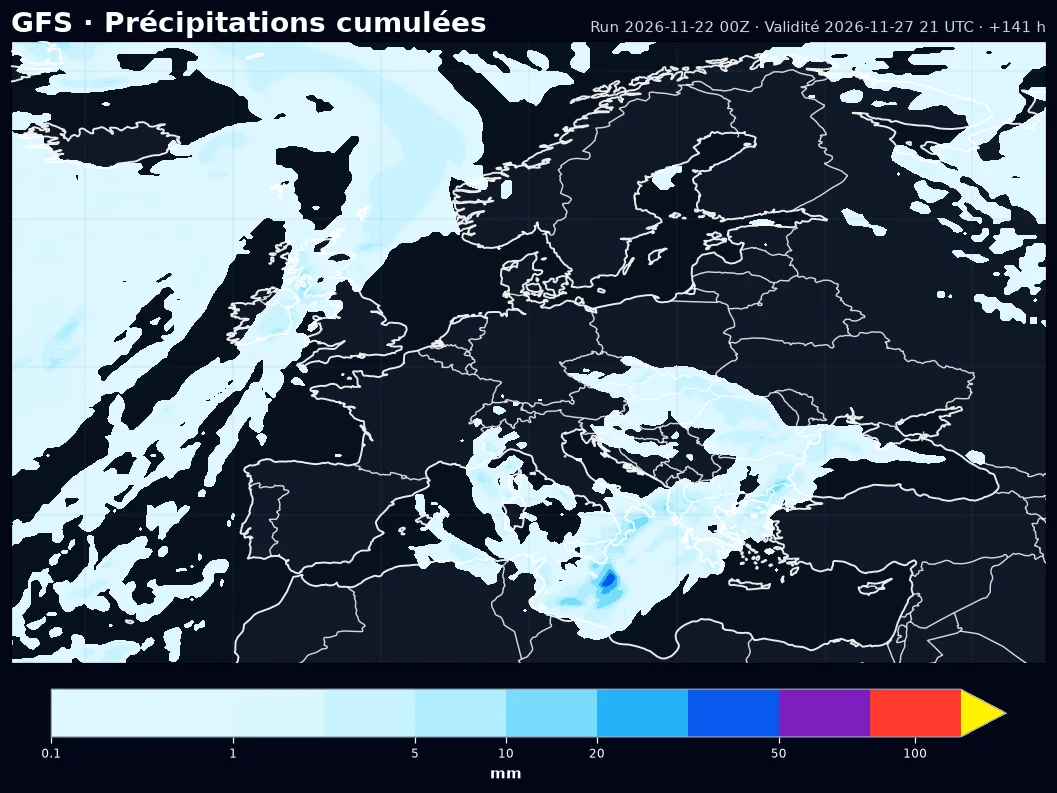 GFS · Précipitations cumulées
Run 2026-11-22 00Z · Validité 2026-11-27 21 UTC · +141 h
0.1 1 5 10 20 50 100
mm